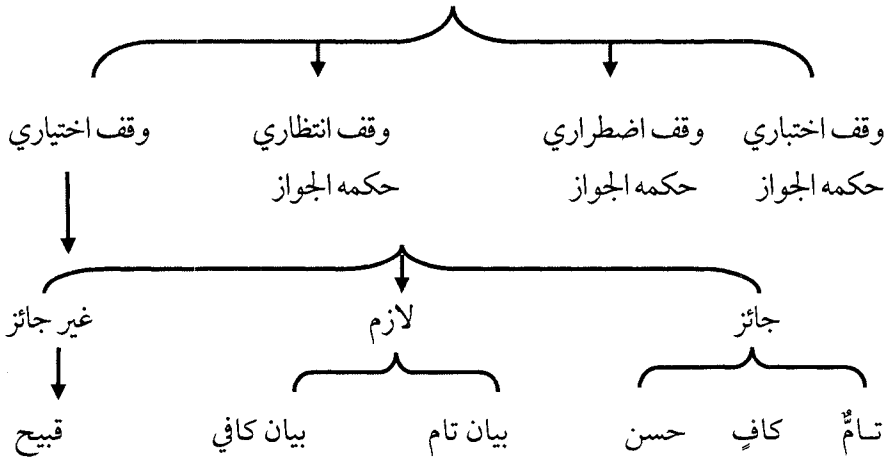 وقف اختباري وقف اضطراري وقف انتظاري وقف اختياري
حكمه الجواز حكمه الجواز حكمه الجواز
جائز لازم غير جائز
تـامٌّ كافٍ حسن بيان تام بيان كافي قبيح